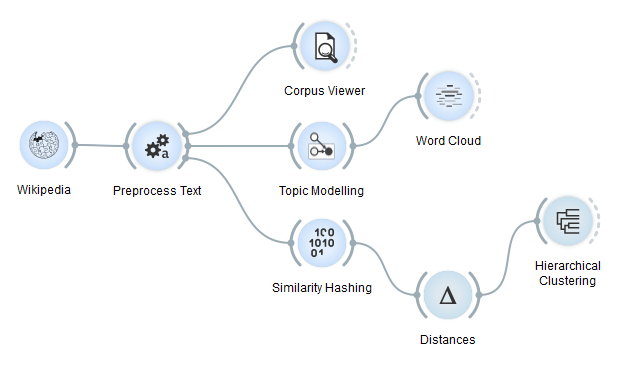 Corpus Viewer
Word Cloud
Wikipedia
Preprocess Text
a
Topic Modelling
100
1010
01
Similarity Hashing
Δ
Distances
Hierarchical
Clustering